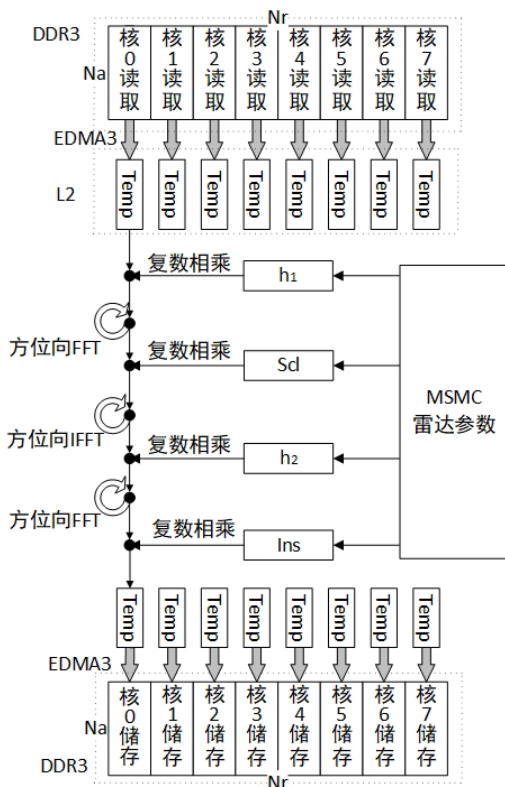 Nr
DDR3
Na
核0读取 核1读取 核2读取 核3读取 核4读取 核5读取 核6读取 核7读取
EDMA3
L2
Temp Temp Temp Temp Temp Temp Temp Temp
复数相乘
h1
方位向FFT
复数相乘
Scl
MSMC
雷达参数
方位向IFFT
复数相乘
h2
方位向FFT
复数相乘
Ins
Temp Temp Temp Temp Temp Temp Temp Temp
EDMA3
核0储存 核1储存 核2储存 核3储存 核4储存 核5储存 核6储存 核7储存
Na
DDR3
Nr